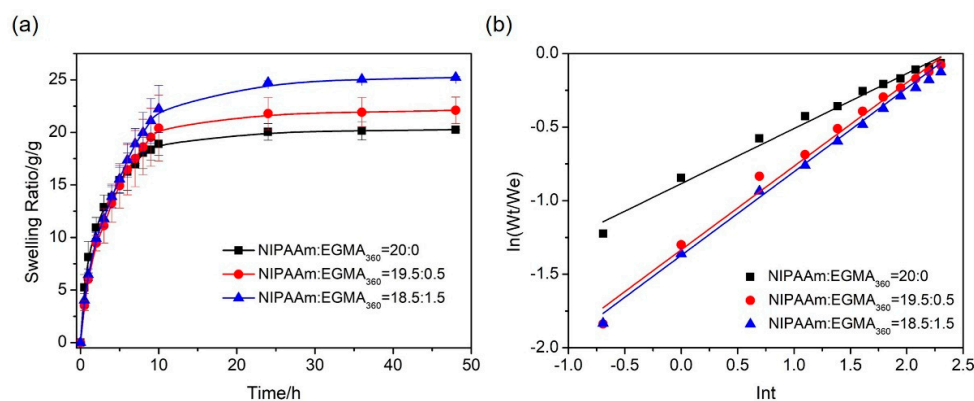 (a)
Swelling Ratio/g/g
25
20
15
10
5
0
0
10
20
30
40
50
Time/h
NIPAAm:EGMA₃₆₀=20:0
NIPAAm:EGMA₃₆₀=19.5:0.5
NIPAAm:EGMA₃₆₀=18.5:1.5
(b)
ln(Wt/We)
0.0
-0.5
-1.0
-1.5
-2.0
-1.0
-0.5
0.0
0.5
1.0
1.5
2.0
2.5
lnt
NIPAAm:EGMA₃₆₀=20:0
NIPAAm:EGMA₃₆₀=19.5:0.5
NIPAAm:EGMA₃₆₀=18.5:1.5